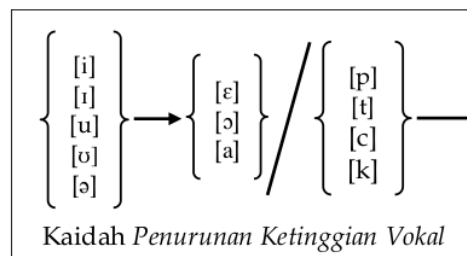 [i]
[ɪ]
[u]
[ʊ]
[ə]
[ɛ]
[ɔ]
[a]
[p]
[t]
[c]
[k]
Kaidah Penurunan Ketinggian Vokal